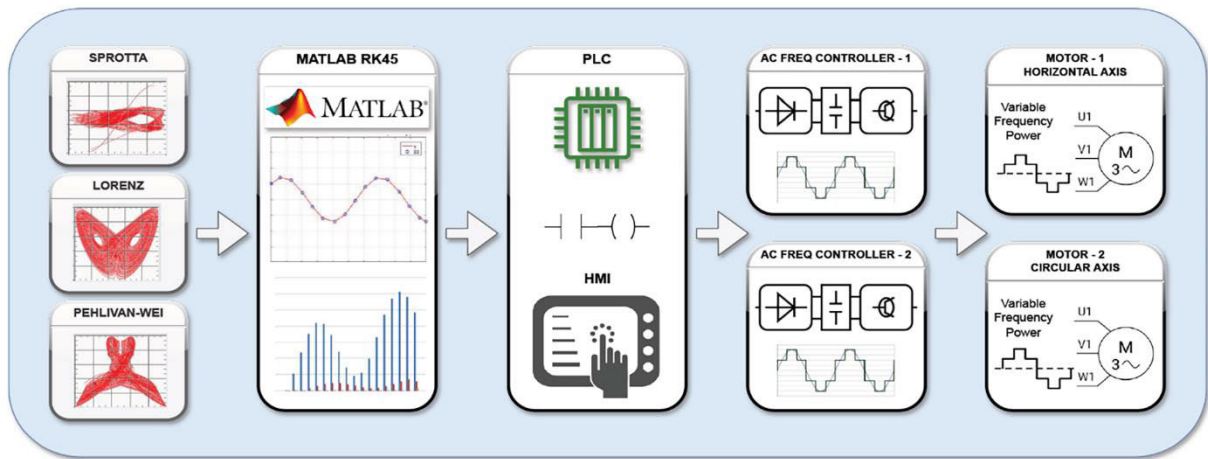 SPROTTA
LORENZ
PEHLIVAN-WEI
MATLAB RK45
MATLAB®
PLC
HMI
AC FREQ CONTROLLER - 1
AC FREQ CONTROLLER - 2
MOTOR - 1
HORIZONTAL AXIS
Variable
Frequency
Power
U1
V1
W1
M
3~
MOTOR - 2
CIRCULAR AXIS
Variable
Frequency
Power
U1
V1
W1
M
3~